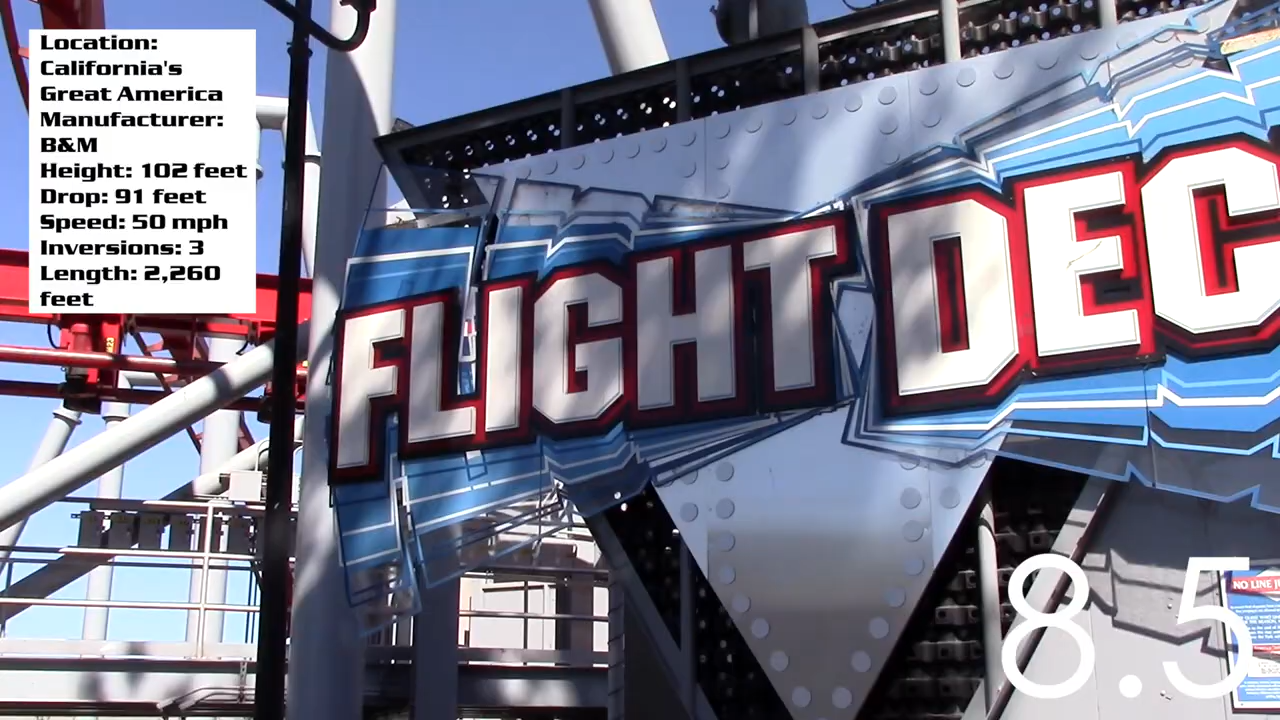 Location:
California's
Great America
Manufacturer:
B&M
Height: 102 feet
Drop: 91 feet
Speed: 50 mph
Inversions: 3
Length: 2,260
feet
FLIGHT DEC
8.5
NO LINE